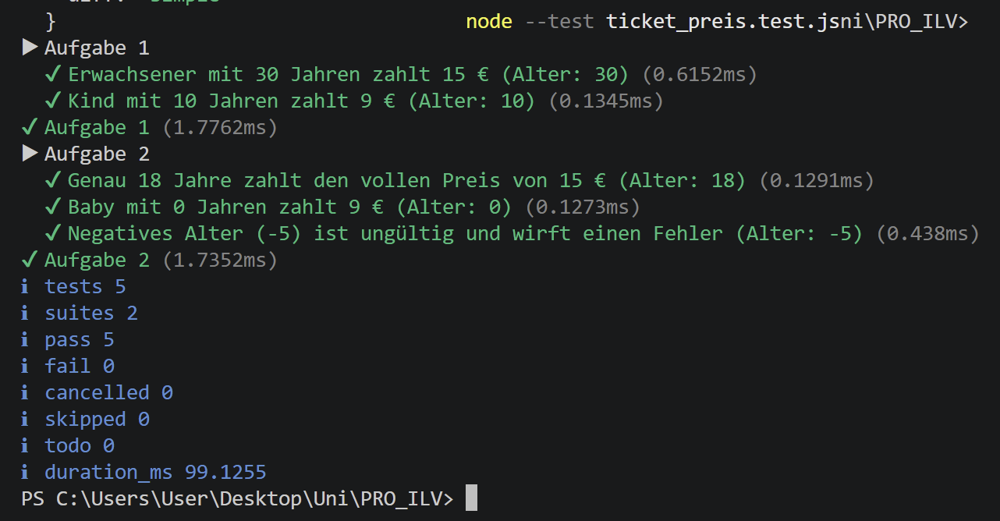 }                                   node --test ticket_preis.test.jsni\PRO_ILV>
▶ Aufgabe 1
  ✔ Erwachsener mit 30 Jahren zahlt 15 € (Alter: 30) (0.6152ms)
  ✔ Kind mit 10 Jahren zahlt 9 € (Alter: 10) (0.1345ms)
✔ Aufgabe 1 (1.7762ms)
▶ Aufgabe 2
  ✔ Genau 18 Jahre zahlt den vollen Preis von 15 € (Alter: 18) (0.1291ms)
  ✔ Baby mit 0 Jahren zahlt 9 € (Alter: 0) (0.1273ms)
  ✔ Negatives Alter (-5) ist ungültig und wirft einen Fehler (Alter: -5) (0.438ms)
✔ Aufgabe 2 (1.7352ms)
ℹ tests 5
ℹ suites 2
ℹ pass 5
ℹ fail 0
ℹ cancelled 0
ℹ skipped 0
ℹ todo 0
ℹ duration_ms 99.1255
PS C:\Users\User\Desktop\Uni\PRO_ILV>